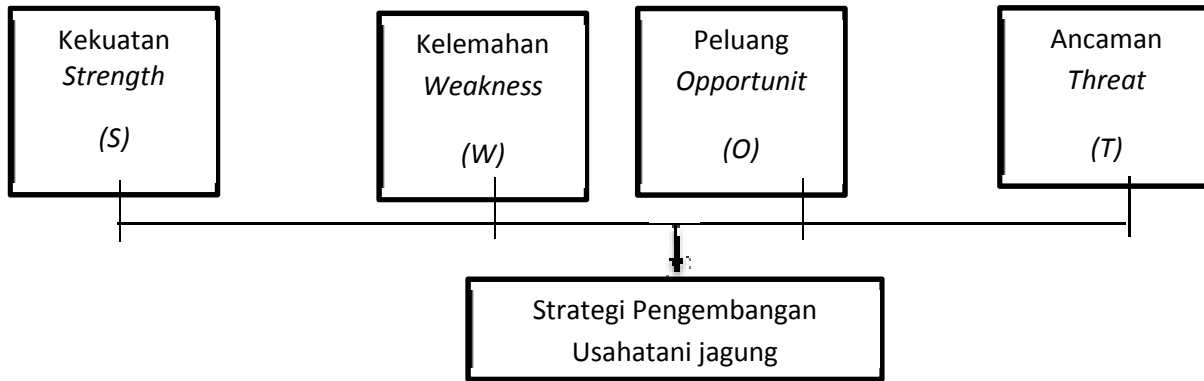 Kekuatan
Strength
(S)
Kelemahan
Weakness
(W)
Peluang
Opportunit
(O)
Ancaman
Threat
(T)
Strategi Pengembangan
Usahatani jagung